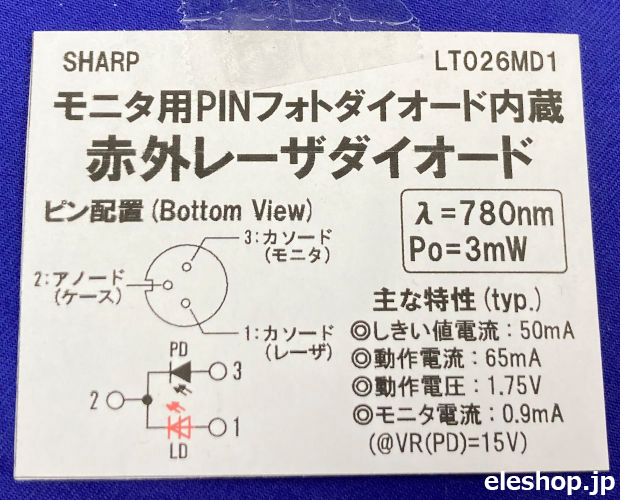 SHARP
LT026MD1
モニタ用PINフォトダイオード内蔵
赤外レーザダイオード
ピン配置(Bottom View)
3:カソード
(モニタ)
2:アノード
(ケース)
1:カソード
(レーザ)
PD
3
2
1
LD
λ=780nm
Po=3mW
主な特性(typ.)
◎しきい値電流:50mA
◎動作電流:65mA
◎動作電圧:1.75V
◎モニタ電流:0.9mA
(@VR(PD)=15V)
eleshop.jp